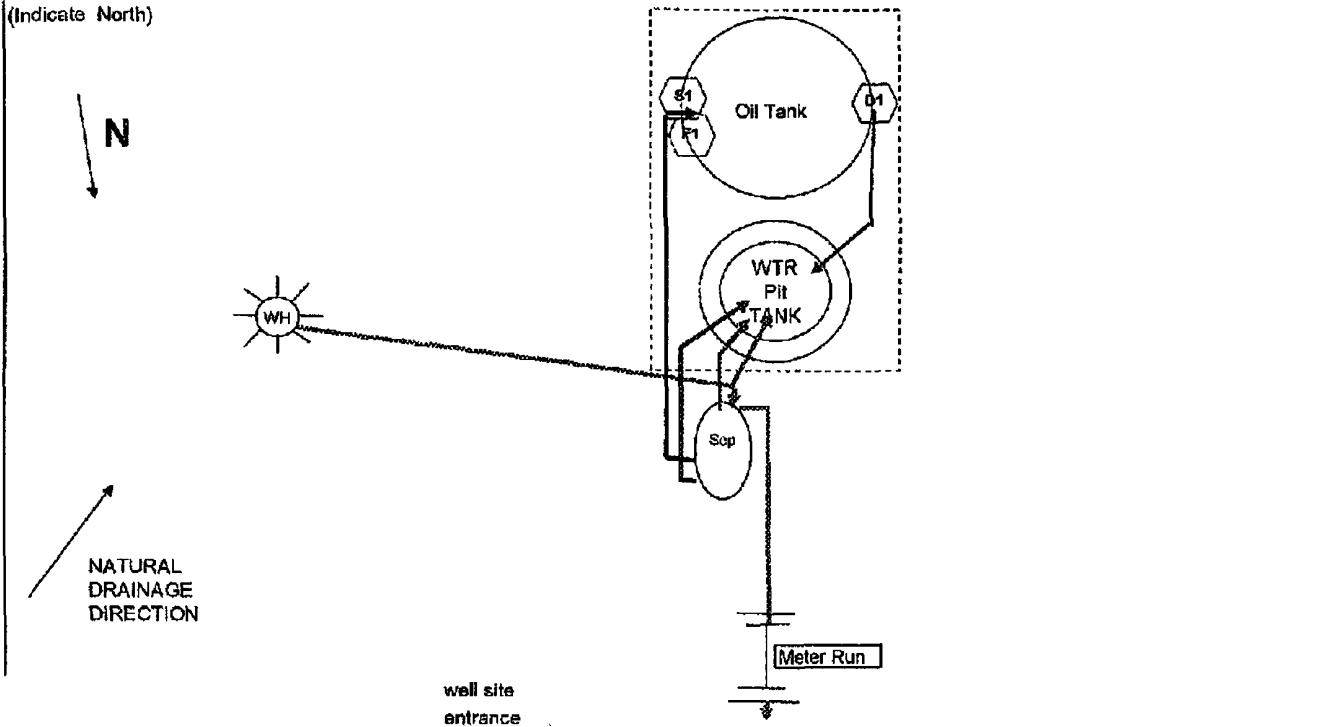 (Indicate North)
N
S1
F1
Oil Tank
D1
WTR
Pit
TANK
WH
Sep
NATURAL
DRAINAGE
DIRECTION
Meter Run
well site
entrance